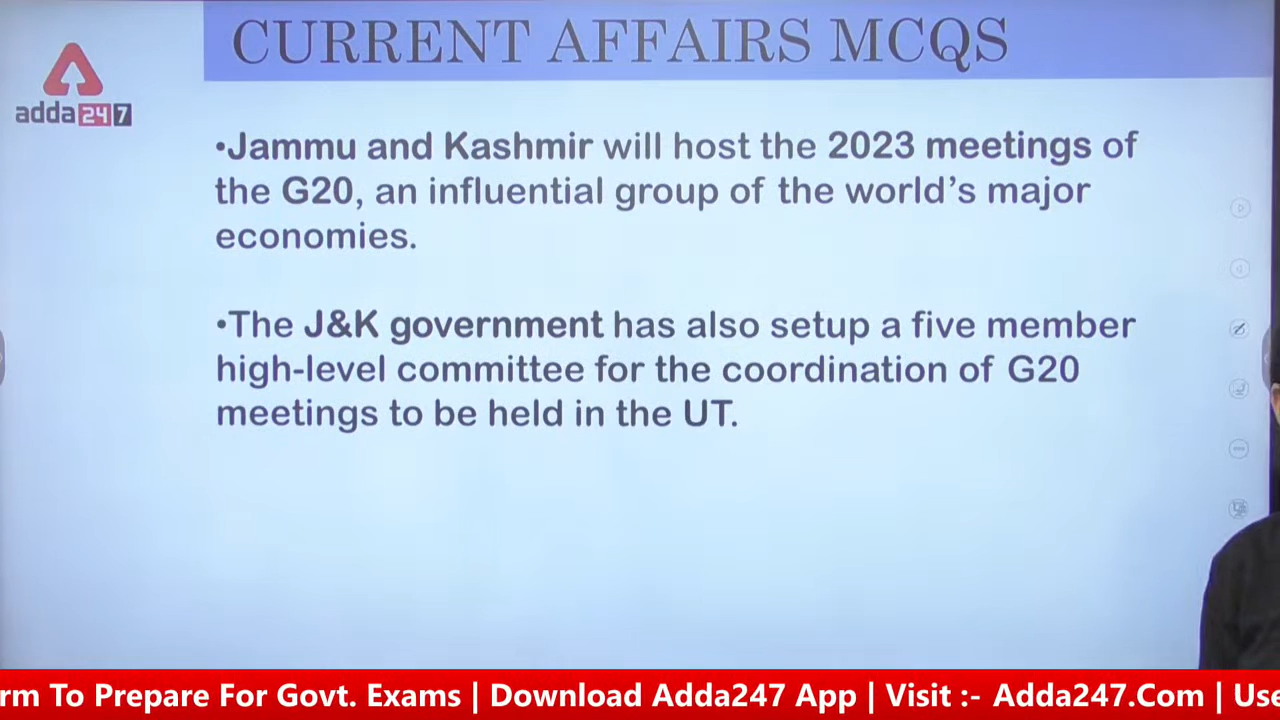 CURRENT AFFAIRS MCQS
adda247
•Jammu and Kashmir will host the 2023 meetings of
the G20, an influential group of the world's major
economies.
•The J&K government has also setup a five member
high-level committee for the coordination of G20
meetings to be held in the UT.
rm To Prepare For Govt. Exams | Download Adda247 App | Visit :- Adda247.Com | Use